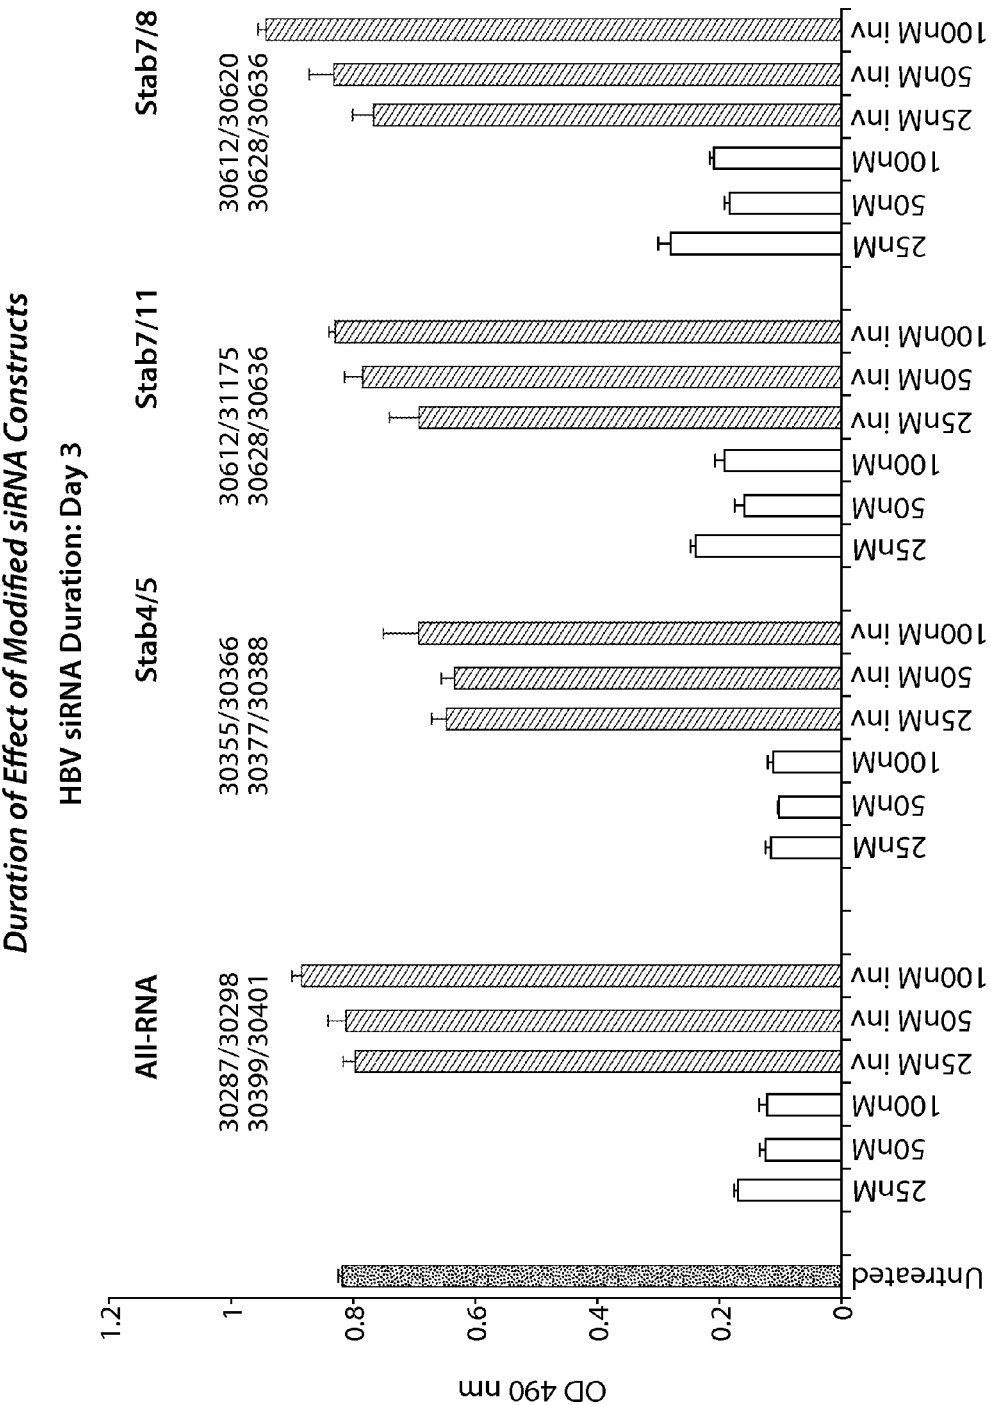 Duration of Effect of Modified siRNA Constructs
HBV siRNA Duration: Day 3
All-RNA
Stab4/5
Stab7/11
Stab7/8
30287/30298
30399/30401
30355/30366
30377/30388
30612/31175
30628/30636
30612/30620
30628/30636
OD 490 nm
1.2
1
0.8
0.6
0.4
0.2
0
Untreated
25nM
50nM
100nM
25nM inv
50nM inv
100nM inv
25nM
50nM
100nM
25nM inv
50nM inv
100nM inv
25nM
50nM
100nM
25nM inv
50nM inv
100nM inv
25nM
50nM
100nM
25nM inv
50nM inv
100nM inv